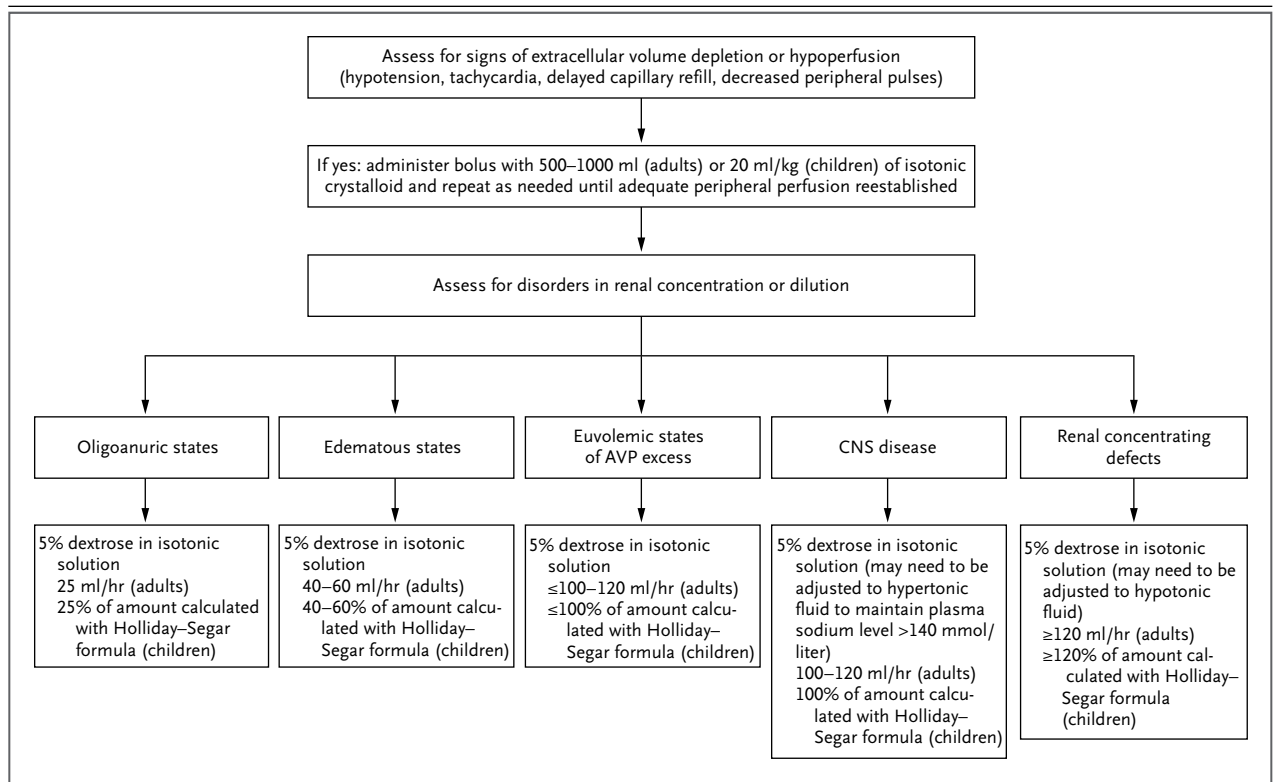 Assess for signs of extracellular volume depletion or hypoperfusion
(hypotension, tachycardia, delayed capillary refill, decreased peripheral pulses)
If yes: administer bolus with 500–1000 ml (adults) or 20 ml/kg (children) of isotonic
crystalloid and repeat as needed until adequate peripheral perfusion reestablished
Assess for disorders in renal concentration or dilution
Oligoanuric states
Edematous states
Euvolemic states
of AVP excess
CNS disease
Renal concentrating
defects
5% dextrose in isotonic
solution
25 ml/hr (adults)
25% of amount calculated
with Holliday–Segar
formula (children)
5% dextrose in isotonic
solution
40–60 ml/hr (adults)
40–60% of amount calcu-
lated with Holliday–
Segar formula (children)
5% dextrose in isotonic
solution
≤100–120 ml/hr (adults)
≤100% of amount calcu-
lated with Holliday–
Segar formula (children)
5% dextrose in isotonic
solution (may need to be
adjusted to hypertonic
fluid to maintain plasma
sodium level >140 mmol/
liter)
100–120 ml/hr (adults)
100% of amount calcu-
lated with Holliday–
Segar formula (children)
5% dextrose in isotonic
solution (may need to be
adjusted to hypotonic
fluid)
≥120 ml/hr (adults)
≥120% of amount cal-
culated with Holliday–
Segar formula
(children)